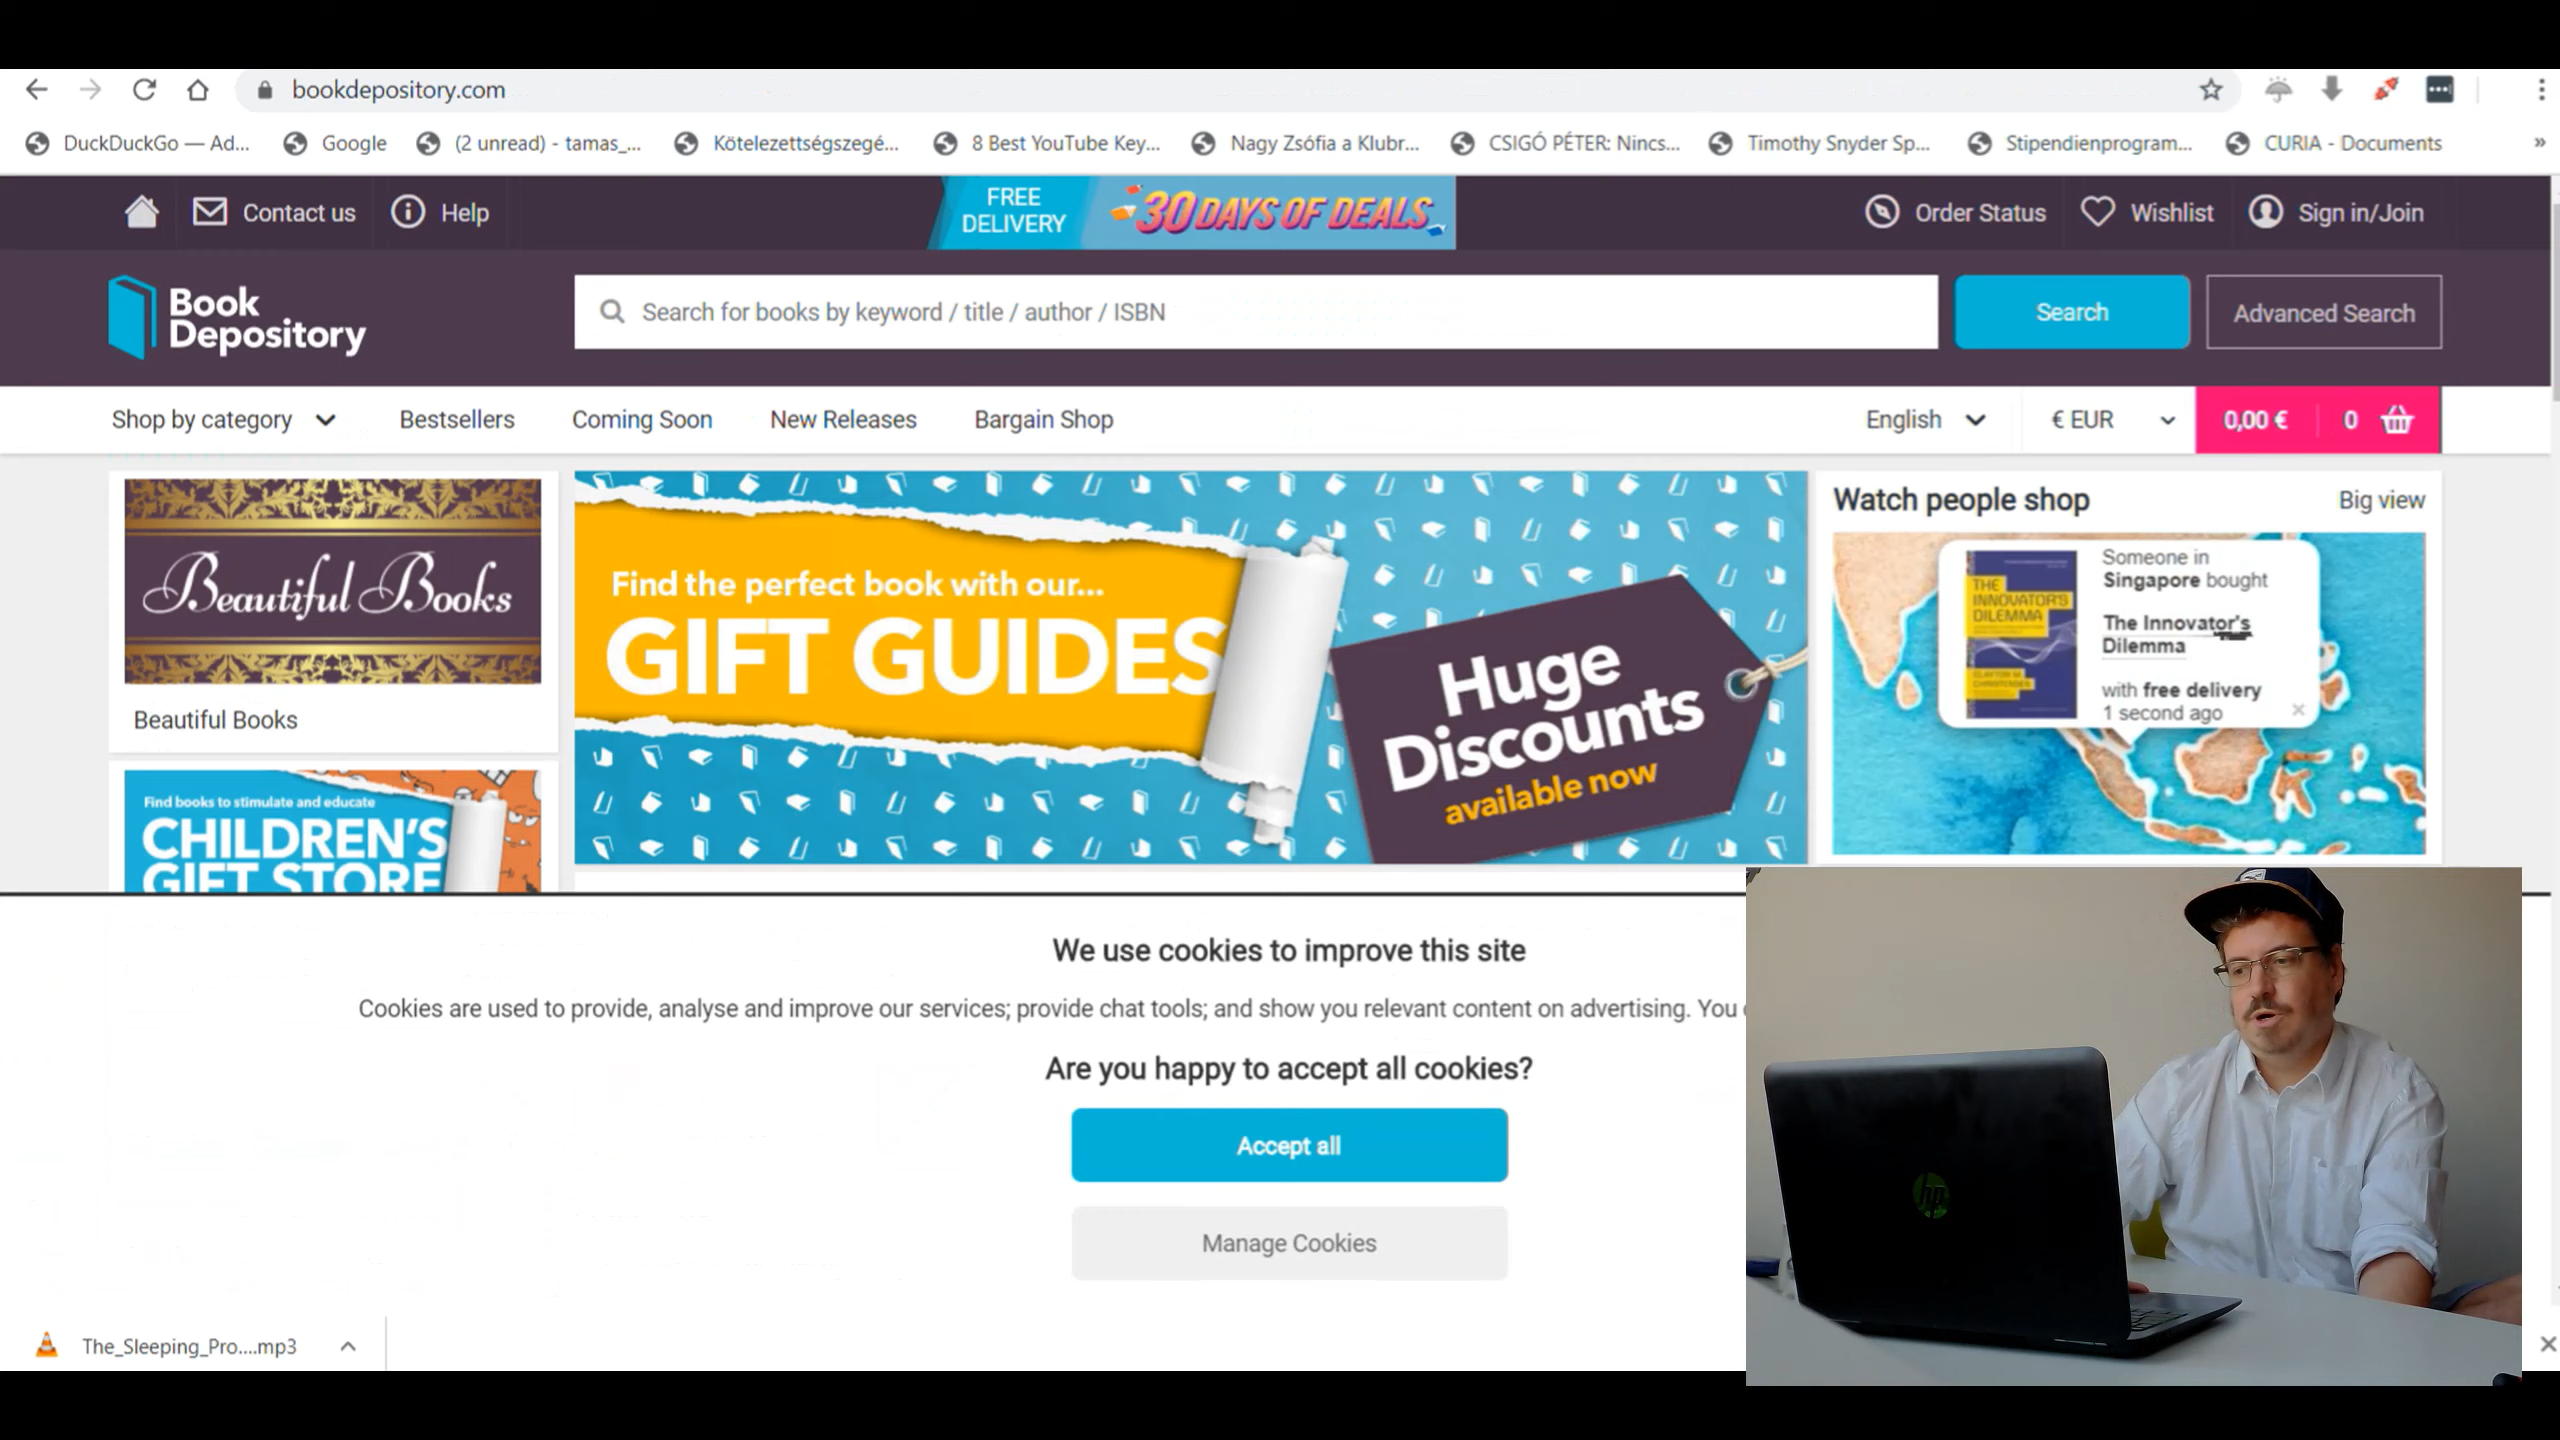 bookdepository.com
DuckDuckGo — Ad...
Google
(2 unread) - tamas_...
Kötelezettségszegé...
8 Best YouTube Key...
Nagy Zsófia a Klubr...
CSIGÓ PÉTER: Nincs...
Timothy Snyder Sp...
Stipendienprogram...
CURIA - Documents
»
Contact us
Help
FREE
DELIVERY
30 DAYS OF DEALS
Order Status
Wishlist
Sign in/Join
Book
Depository
Search for books by keyword / title / author / ISBN
Search
Advanced Search
Shop by category
Bestsellers
Coming Soon
New Releases
Bargain Shop
English
€ EUR
0,00 €
0
Beautiful Books
Beautiful Books
Find books to stimulate and educate
CHILDREN'S
GIFT STORE
Find the perfect book with our...
GIFT GUIDES
Huge
Discounts
available now
Watch people shop
Big view
THE
INNOVATOR'S
DILEMMA
Someone in
Singapore bought
The Innovator's
Dilemma
with free delivery
1 second ago
We use cookies to improve this site
Cookies are used to provide, analyse and improve our services; provide chat tools; and show you relevant content on advertising. You
Are you happy to accept all cookies?
Accept all
Manage Cookies
The_Sleeping_Pro....mp3
hp